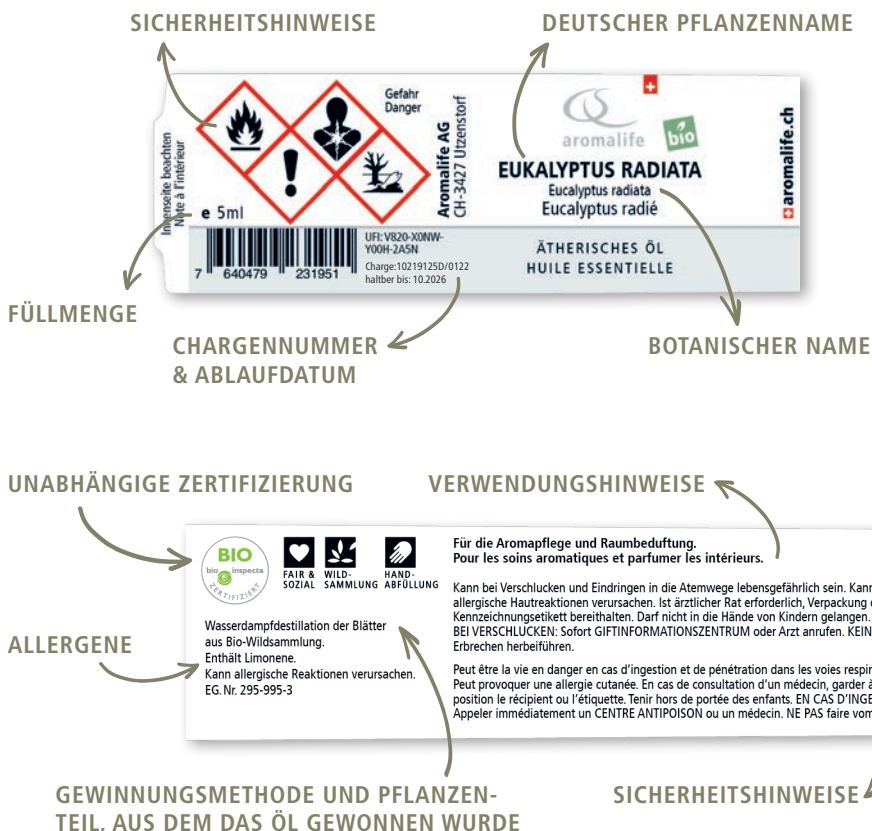 SICHERHEITSHINWEISE
DEUTSCHER PFLANZENNAME
Innenseite beachten
Note à l'intérieur
Gefahr
Danger
Aromalife AG
CH-3427 Utzenstorf
aromalife
bio
EUKALYPTUS RADIATA
Eucalyptus radiata
Eucalyptus radié
aromalife.ch
e 5ml
7 640479 231951
UFI: V820-X0NW-
Y00H-2A5N
Charge:10219125D/0122
haltber bis: 10.2026
ÄTHERISCHES ÖL
HUILE ESSENTIELLE
FÜLLMENGE
CHARGENNUMMER
& ABLAUFDATUM
BOTANISCHER NAME
UNABHÄNGIGE ZERTIFIZIERUNG
VERWENDUNGSHINWEISE
BIO
bio inspecta
ZERTIFIZIERT
FAIR &
SOZIAL
WILD-
SAMMLUNG
HAND-
ABFÜLLUNG
Für die Aromapflege und Raumbeduftung.
Pour les soins aromatiques et parfumer les intérieurs.
Kann bei Verschlucken und Eindringen in die Atemwege lebensgefährlich sein. Kann
allergische Hautreaktionen verursachen. Ist ärztlicher Rat erforderlich, Verpackung
Kennzeichnungsetikett bereithalten. Darf nicht in die Hände von Kindern gelangen.
BEI VERSCHLUCKEN: Sofort GIFTINFORMATIONSZENTRUM oder Arzt anrufen. KEIN
Erbrechen herbeiführen.
Peut être la vie en danger en cas d'ingestion et de pénétration dans les voies respir
Peut provoquer une allergie cutanée. En cas de consultation d'un médecin, garder à
position le récipient ou l'étiquette. Tenir hors de portée des enfants. EN CAS D'INGE
Appeler immédiatement un CENTRE ANTIPOISON ou un médecin. NE PAS faire vom
ALLERGENE
Wasserdampfdestillation der Blätter
aus Bio-Wildsammlung.
Enthält Limonene.
Kann allergische Reaktionen verursachen.
EG. Nr. 295-995-3
GEWINNUNGSMETHODE UND PFLANZEN-
TEIL, AUS DEM DAS ÖL GEWONNEN WURDE
SICHERHEITSHINWEISE